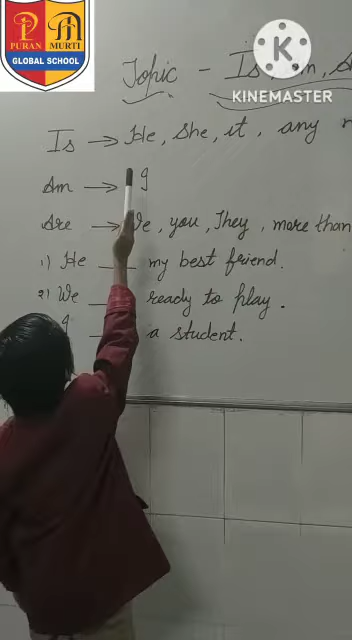 PURAN MURTI
GLOBAL SCHOOL
KINEMASTER
Topic - Is, Am,
Is → He, she, it, any
Am → I
Are → We, you, They, more than
1) He ___ my best friend.
2) We ___ ready to play.
I ___ a student.